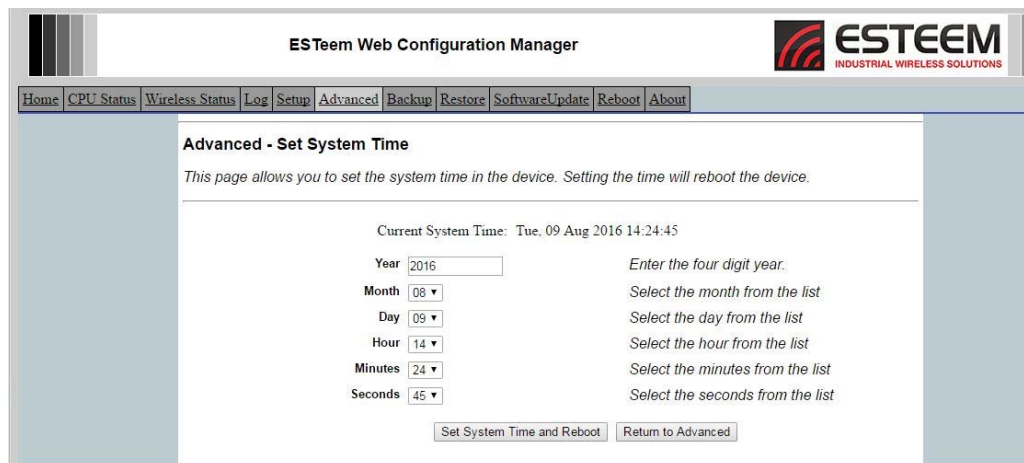 ESTeem Web Configuration Manager
ESTEEM
INDUSTRIAL WIRELESS SOLUTIONS
Home CPU Status Wireless Status Log Setup Advanced Backup Restore SoftwareUpdate Reboot About
Advanced - Set System Time
This page allows you to set the system time in the device. Setting the time will reboot the device.
Current System Time: Tue, 09 Aug 2016 14:24:45
Year 2016 Enter the four digit year.
Month 08 Select the month from the list
Day 09 Select the day from the list
Hour 14 Select the hour from the list
Minutes 24 Select the minutes from the list
Seconds 45 Select the seconds from the list
Set System Time and Reboot Return to Advanced